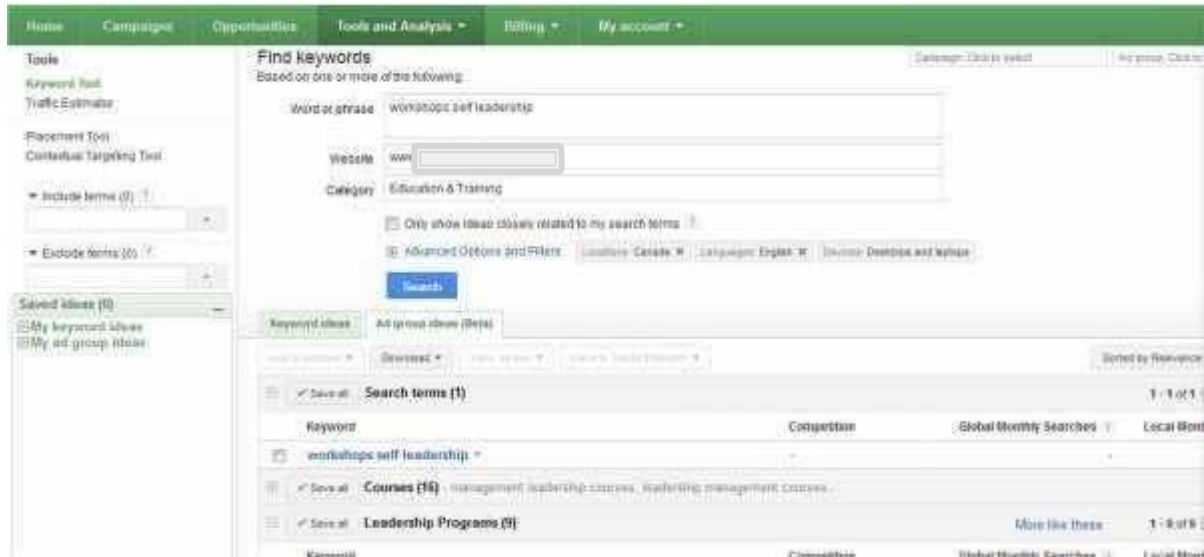 Home Campaigns Opportunities Tools and Analysis Billing My account
Tools
Keyword Tool
Traffic Estimator
Placement Tool
Contextual Targeting Tool
Include terms (0) ?
Exclude terms (0) ?
Saved ideas (0)
My keyword ideas
My ad group ideas
Find keywords
Based on one or more of the following:
Word or phrase workshops self leadership
Website www
Category Education & Training
Only show ideas closely related to my search terms ?
Advanced Options and Filters Locations: Canada Languages: English Devices: Desktops and laptops
Search
Keyword ideas Ad group ideas (Beta)
Download
Sorted by Relevance
Save all Search terms (1) 1 - 1 of 1
Keyword Competition Global Monthly Searches ? Local Mont
workshops self leadership
Save all Courses (16) management leadership courses, leadership management courses...
Save all Leadership Programs (9) More like these
Keyword Competition Global Monthly Searches Local Mont